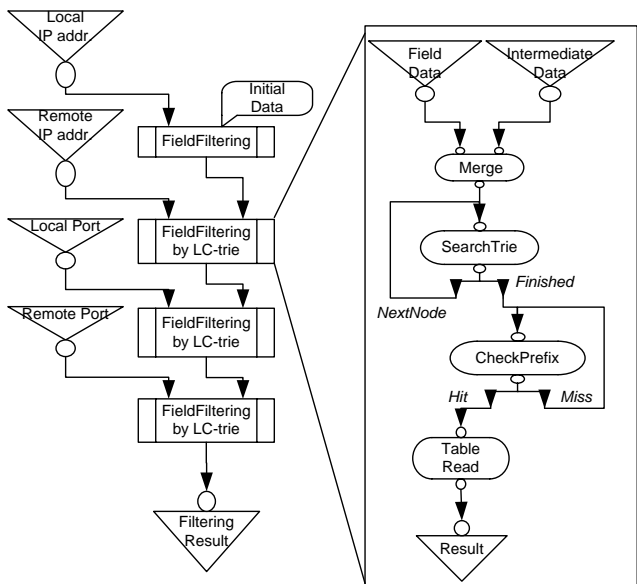 Local
IP addr
Initial
Data
FieldFiltering
Remote
IP addr
FieldFiltering
by LC-trie
Local Port
FieldFiltering
by LC-trie
Remote Port
FieldFiltering
by LC-trie
Filtering
Result
Field
Data
Intermediate
Data
Merge
SearchTrie
NextNode
Finished
CheckPrefix
Hit
Miss
Table
Read
Result